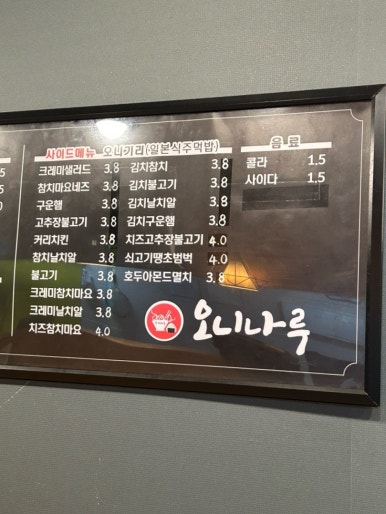 사이드메뉴 오니기리(일본식주먹밥)
크레마샐러드 3.8
참치마요네즈 3.8
구운햄 3.8
고추장불고기 3.8
커리치킨 3.8
참치날치알 3.8
불고기 3.8
크레미참치마요 3.8
크레미날치알 3.8
치즈참치마요 4.0
김치참치 3.8
김치불고기 3.8
김치날치알 3.8
김치구운햄 3.8
치즈고추장불고기 4.0
쇠고기땡초범벅 4.0
호두아몬드멸치 3.8
음료
콜라 1.5
사이다 1.5
오니나루